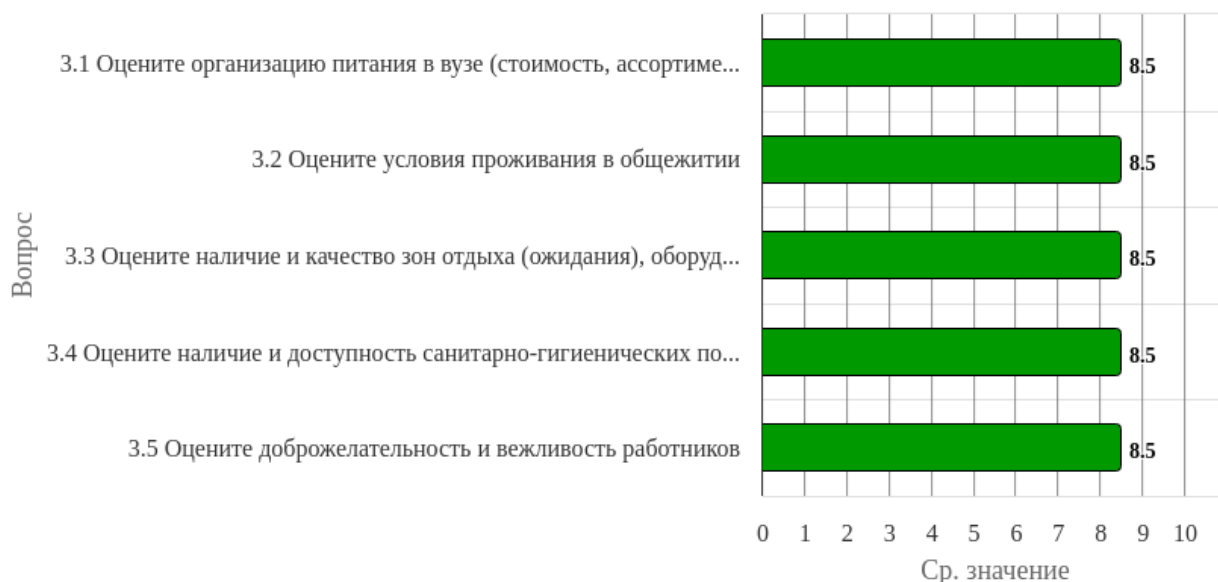 3.1 Оцените организацию питания в вузе (стоимость, ассортиме...
8.5
3.2 Оцените условия проживания в общежитии
8.5
3.3 Оцените наличие и качество зон отдыха (ожидания), оборуд...
8.5
3.4 Оцените наличие и доступность санитарно-гигиенических по...
8.5
3.5 Оцените доброжелательность и вежливость работников
8.5
Вопрос
0 1 2 3 4 5 6 7 8 9 10
Ср. значение